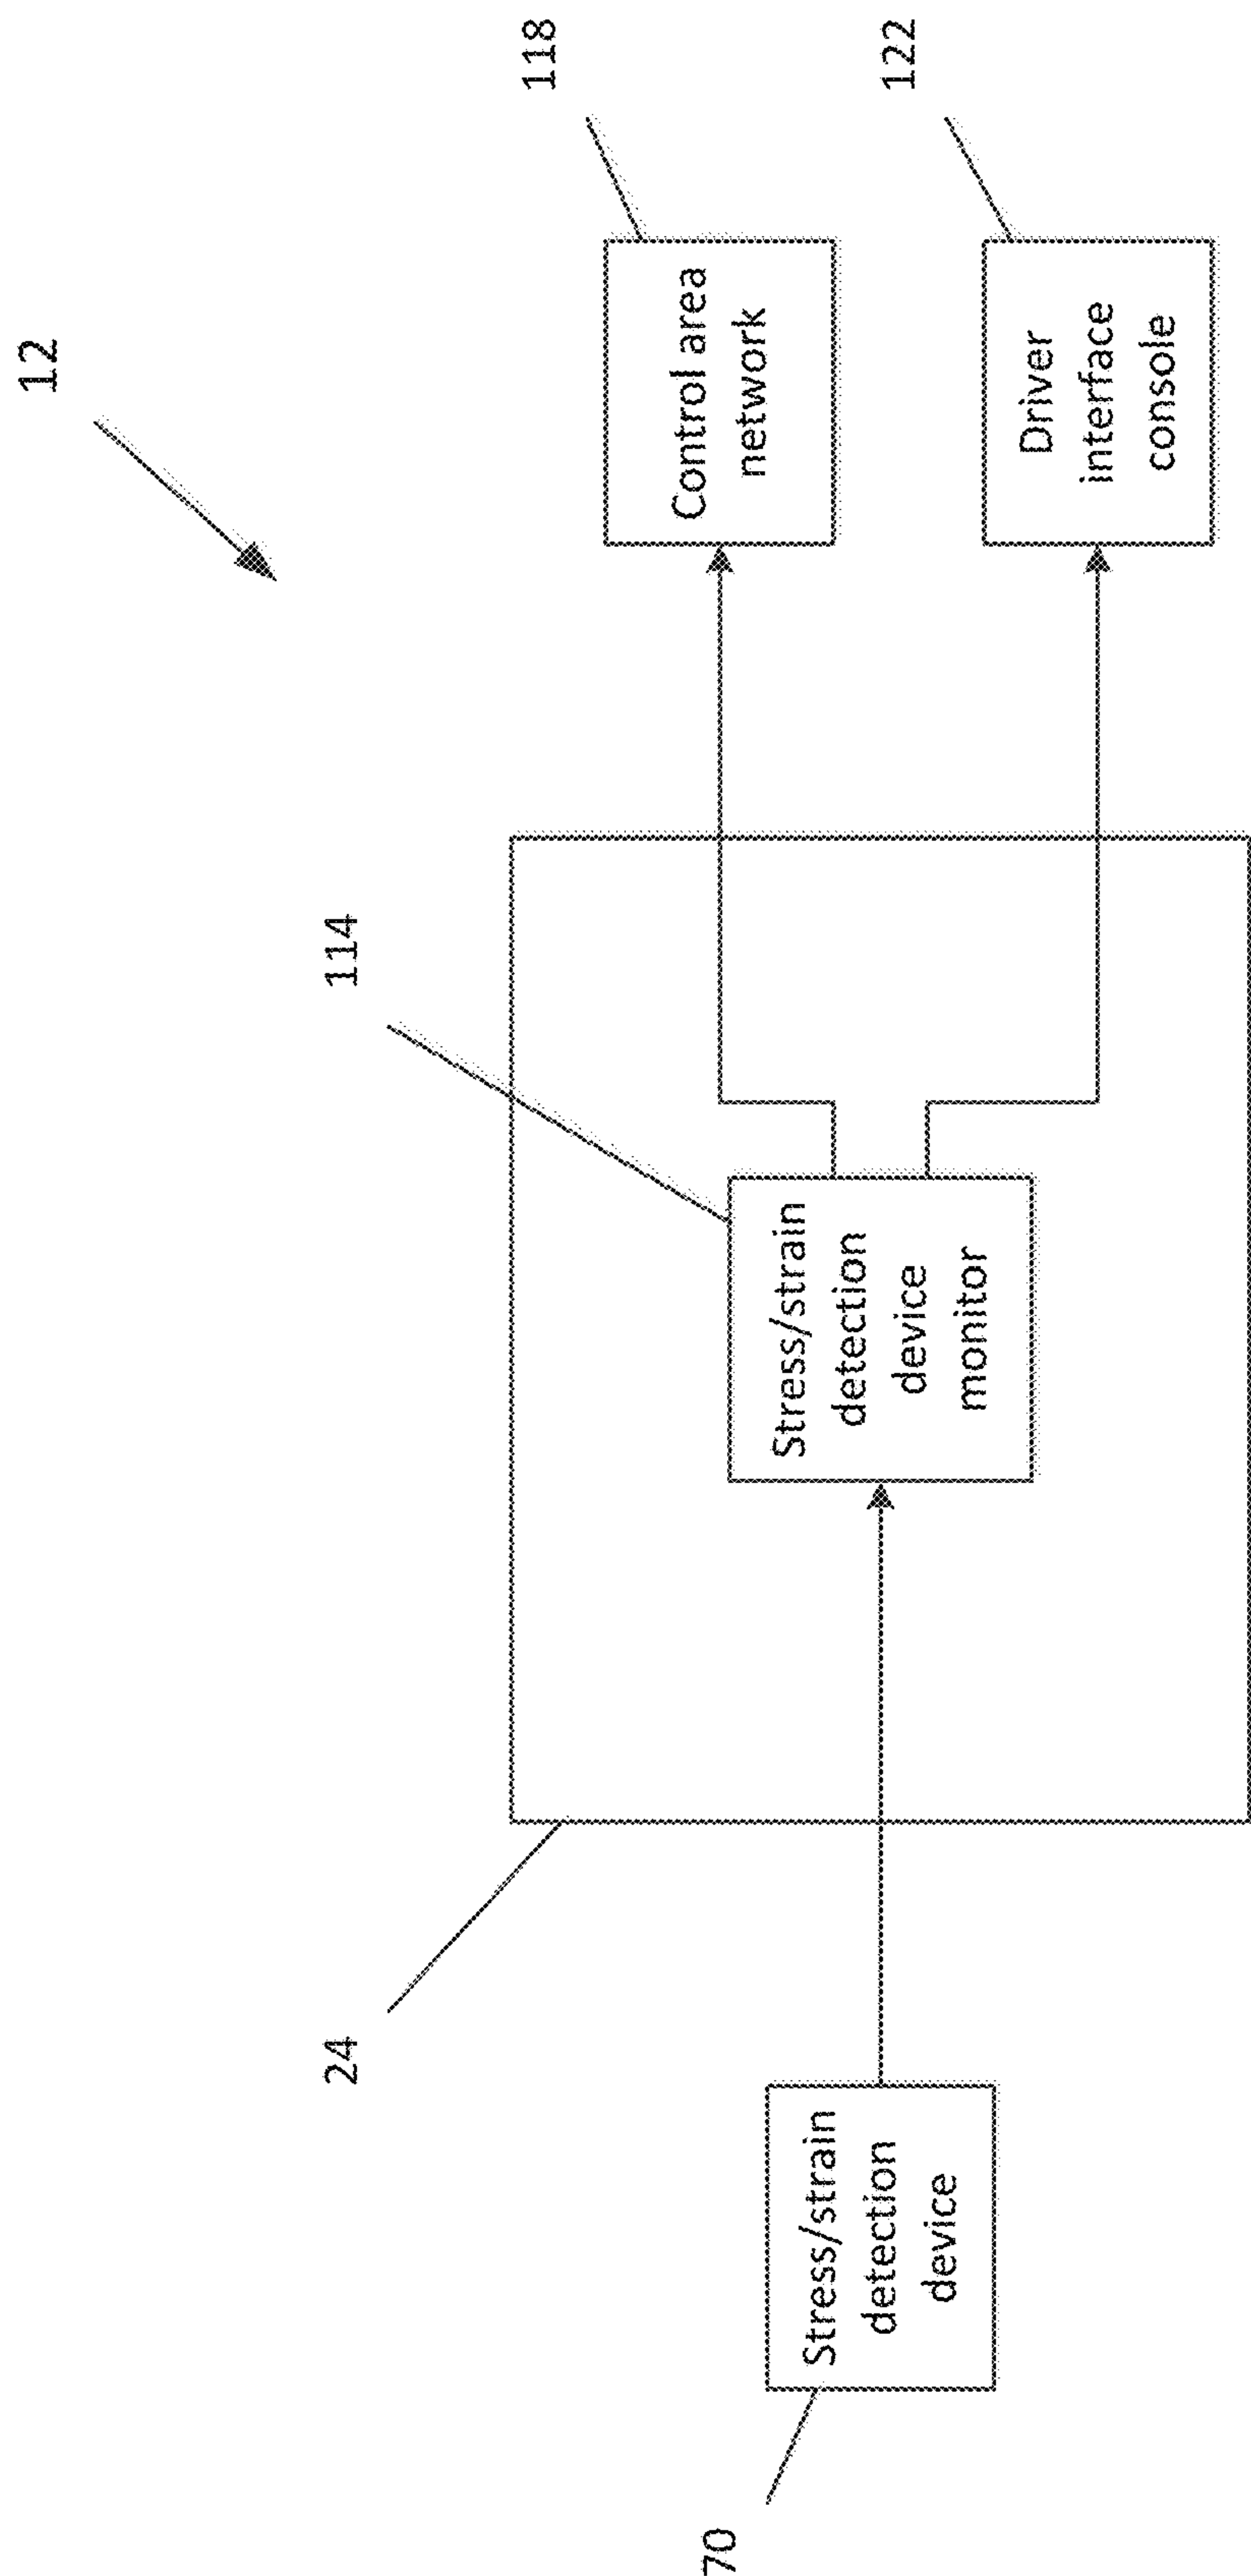 12
118
Control area
network
122
Driver
interface
console
114
Stress/strain
detection
device
monitor
24
Stress/strain
detection
device
70